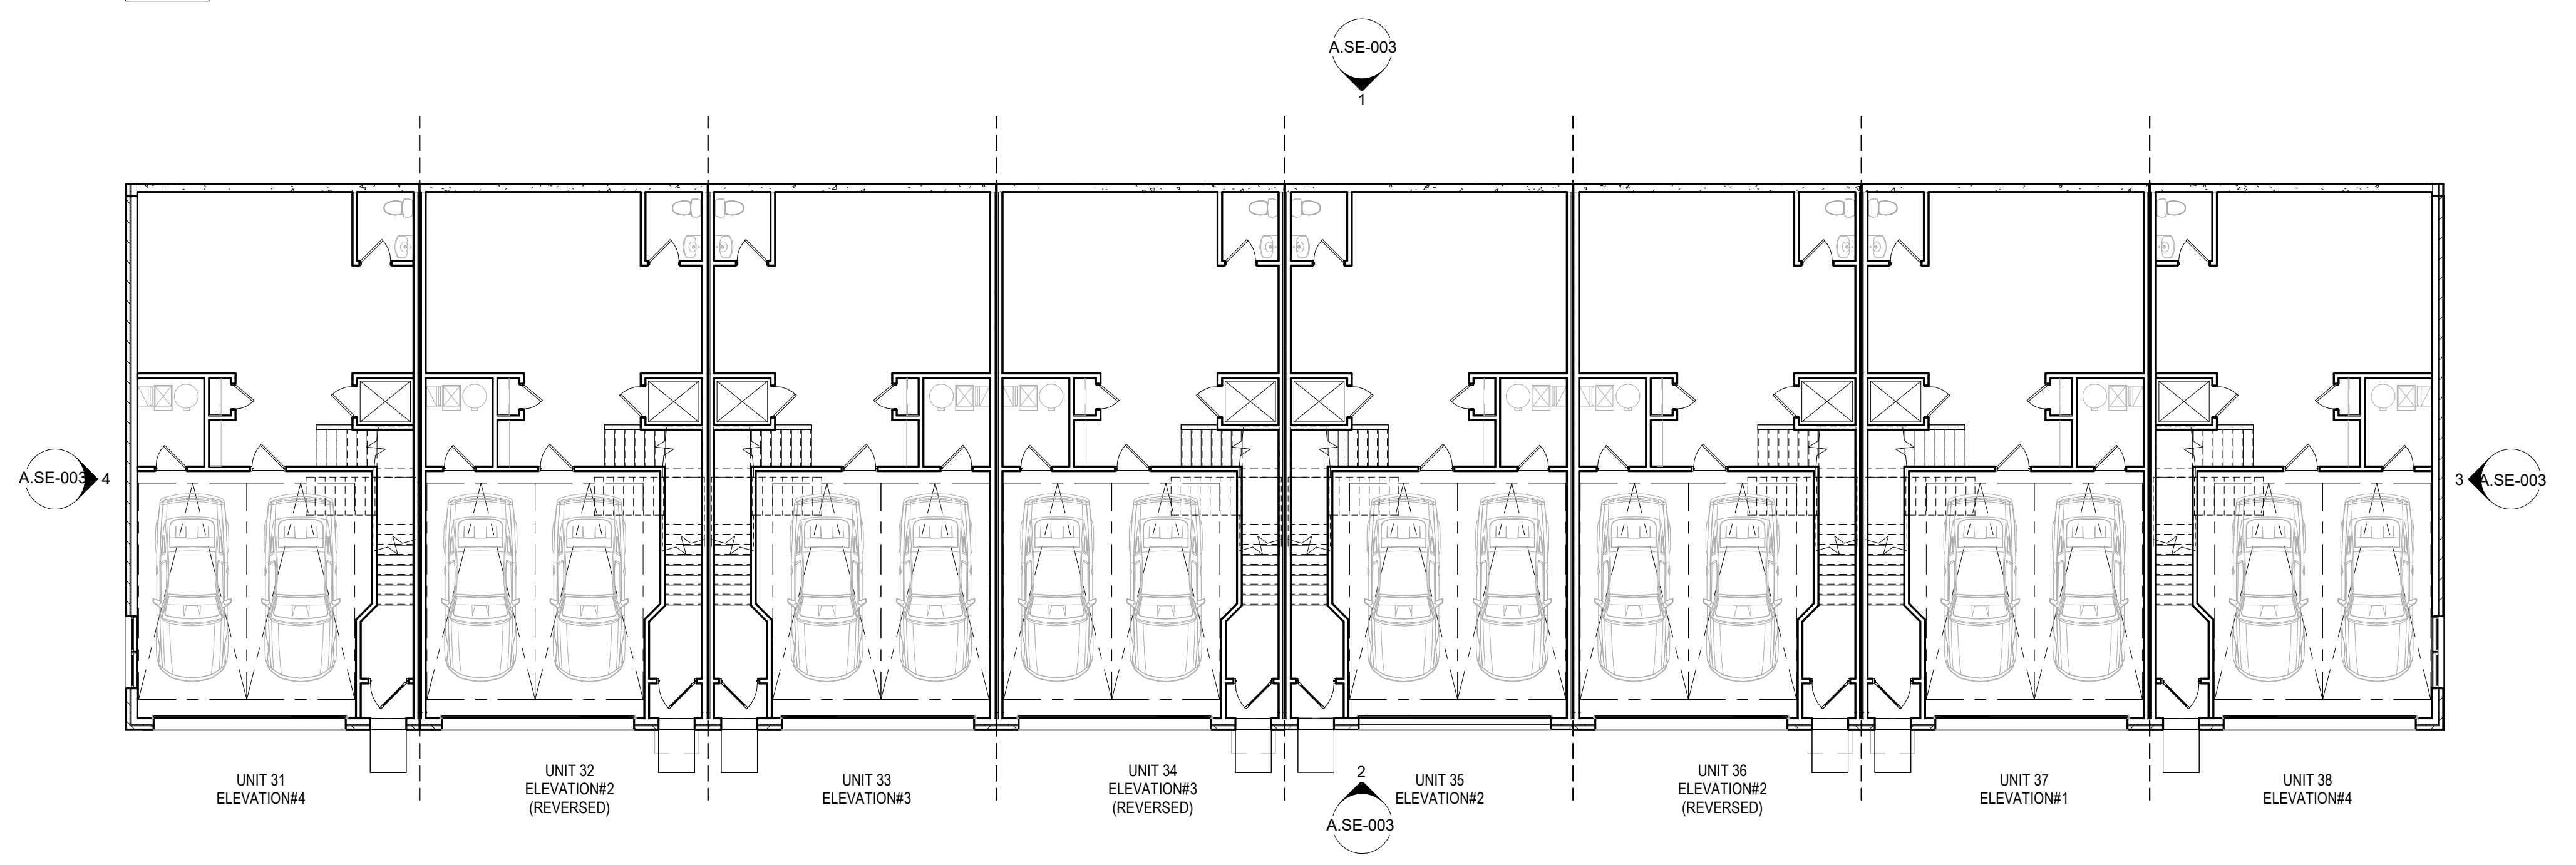 A.SE-003
1
A.SE-003 4
3 A.SE-003
UNIT 31
ELEVATION#4
UNIT 32
ELEVATION#2
(REVERSED)
UNIT 33
ELEVATION#3
UNIT 34
ELEVATION#3
(REVERSED)
2
A.SE-003
UNIT 35
ELEVATION#2
UNIT 36
ELEVATION#2
(REVERSED)
UNIT 37
ELEVATION#1
UNIT 38
ELEVATION#4